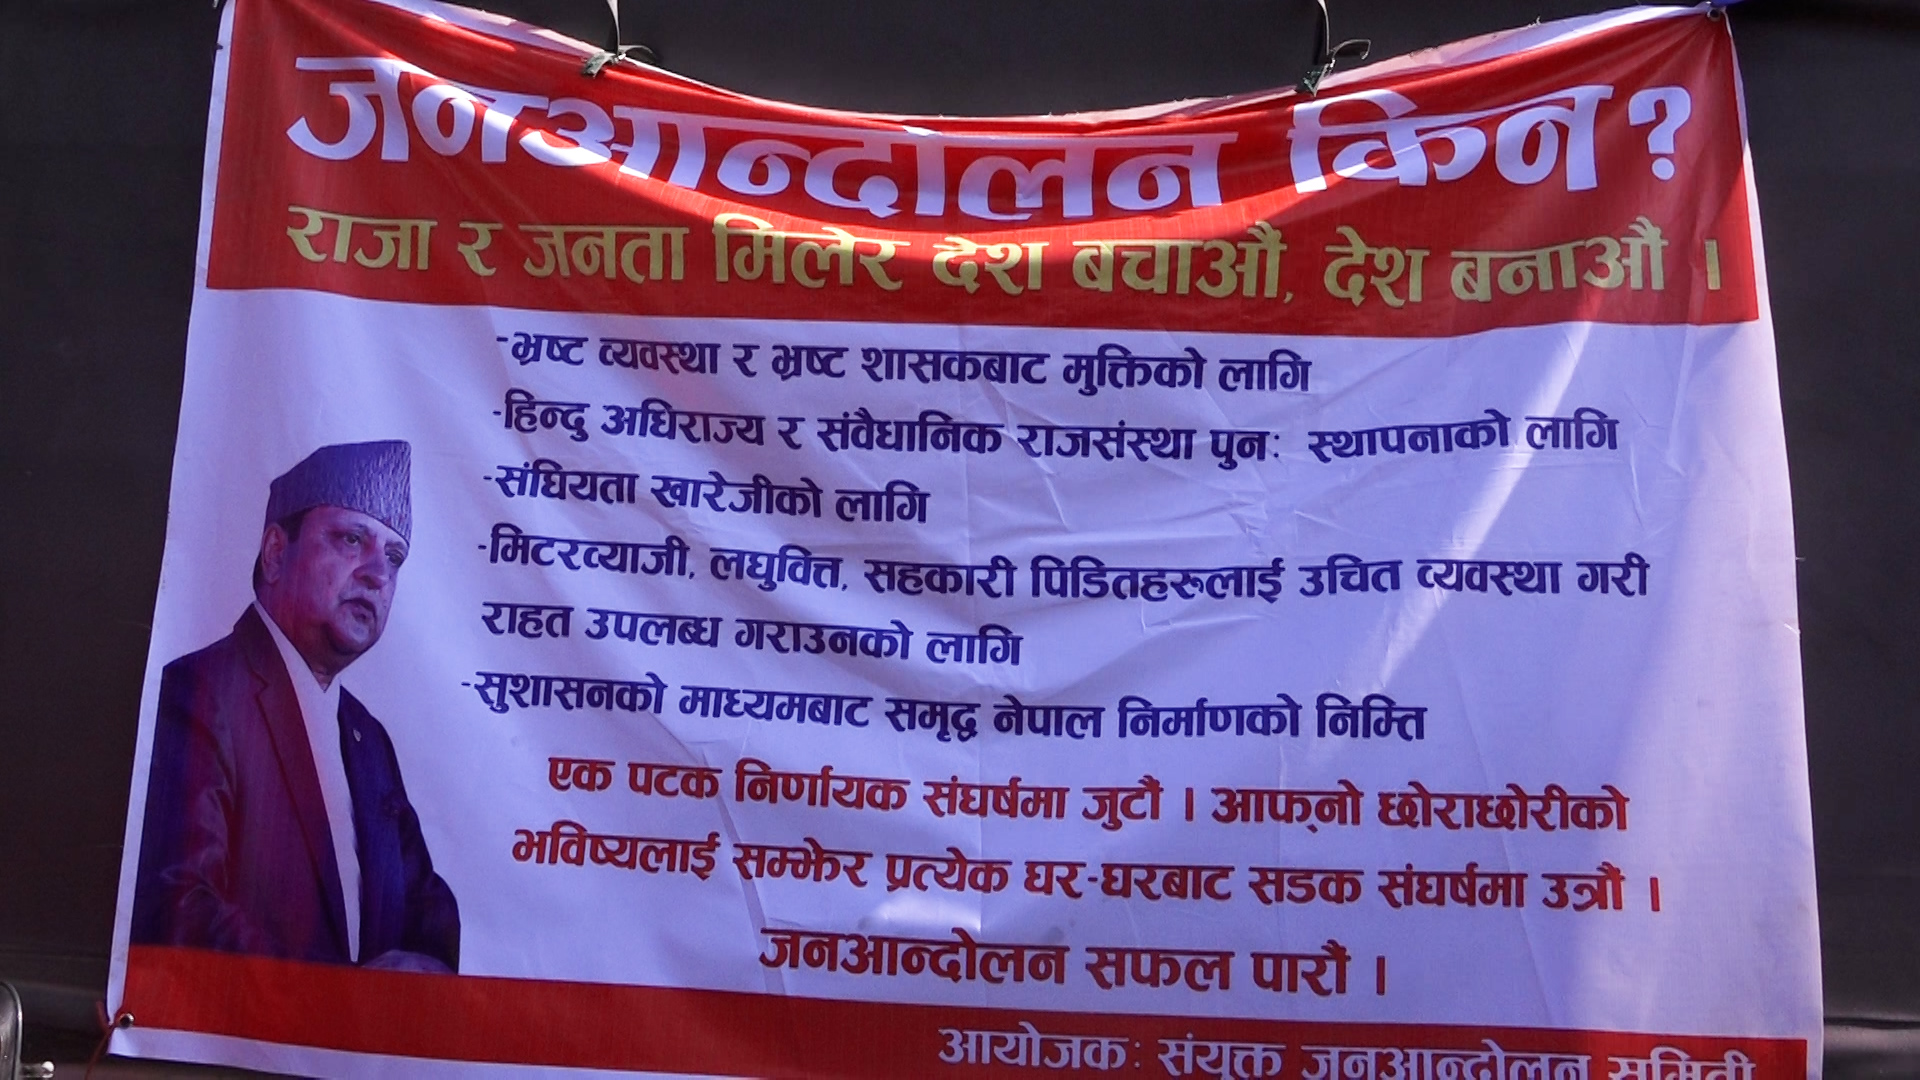 जनआन्दोलन किन ?
राजा र जनता मिलेर देश बचाऔं, देश बनाऔं ।
-भ्रष्ट व्यवस्था र भ्रष्ट शासकबाट मुक्तिको लागि
-हिन्दु अधिराज्य र संवैधानिक राजसंस्था पुनः स्थापनाको लागि
-संघियता खारेजीको लागि
-मिटरव्याजी, लघुवित्त, सहकारी पिडितहरुलाई उचित व्यवस्था गरी
राहत उपलब्ध गराउनको लागि
-सुशासनको माध्यमबाट समृद्ध नेपाल निर्माणको निम्ति
एक पटक निर्णायक संघर्षमा जुटौं । आफ्‌नो छोराछोरीको
भविष्यलाई सम्झेर प्रत्येक घर-घरबाट सडक संघर्षमा उत्रौं ।
जनआन्दोलन सफल पारौं ।
आयोजक: संयुक्त जनआन्दोलन समिती